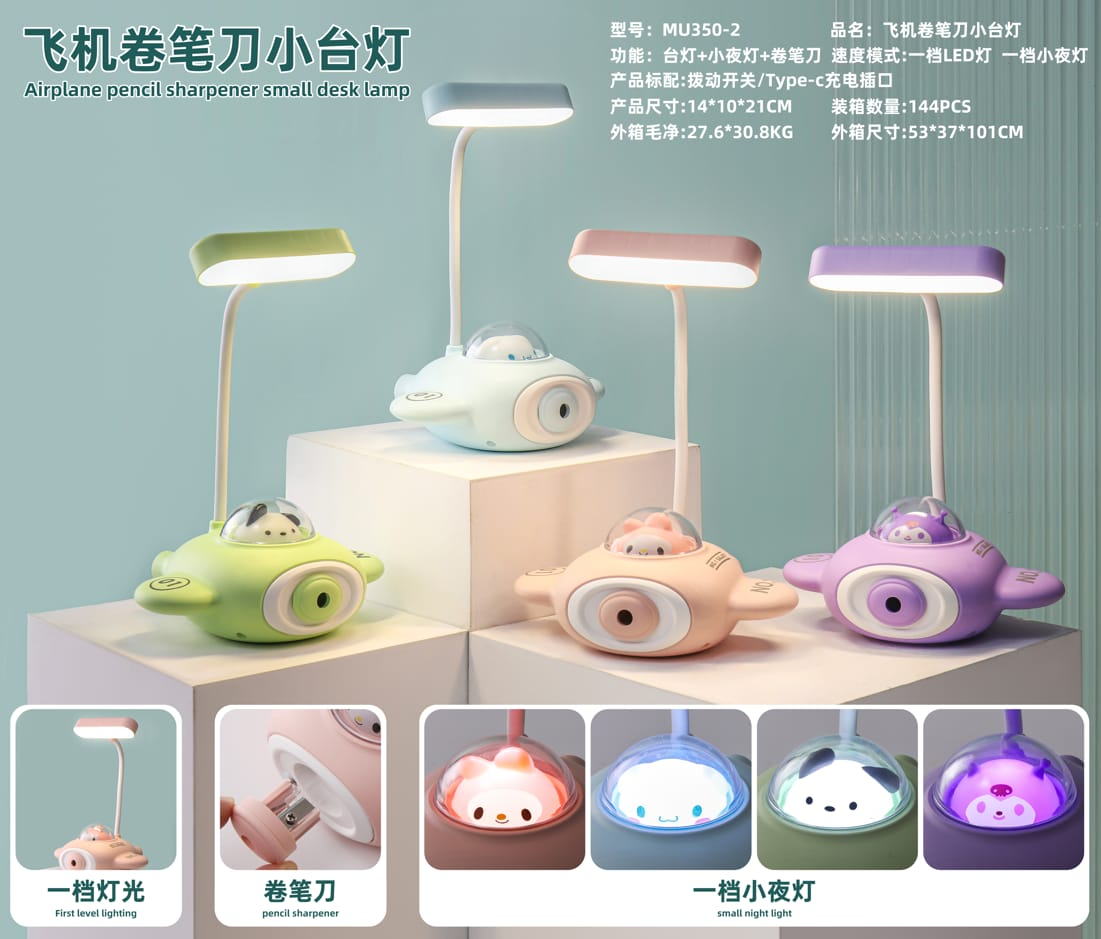 飞机卷笔刀小台灯
Airplane pencil sharpener small desk lamp
型号：MU350-2 品名：飞机卷笔刀小台灯
功能：台灯+小夜灯+卷笔刀 速度模式:一档LED灯 一档小夜灯
产品标配:拨动开关/Type-c充电插口
产品尺寸:14*10*21CM 装箱数量:144PCS
外箱毛净:27.6*30.8KG 外箱尺寸:53*37*101CM
01
01
NO.
NO.
一档灯光
First level lighting
卷笔刀
pencil sharpener
一档小夜灯
small night light